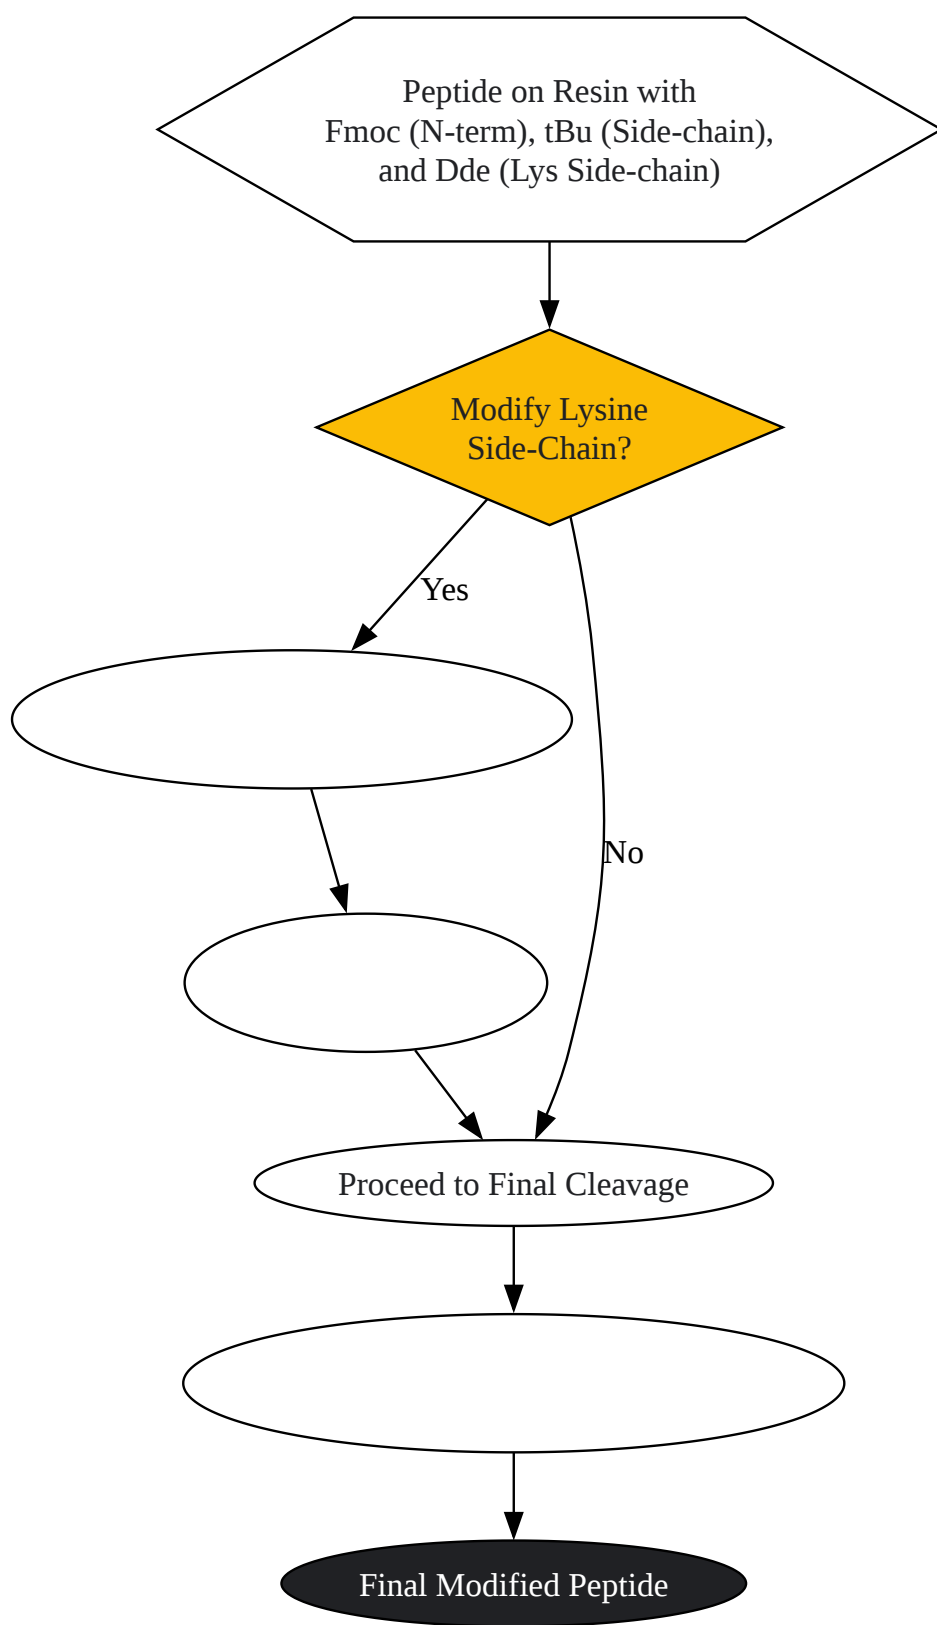 Peptide on Resin with
Fmoc (N-term), tBu (Side-chain),
and Dde (Lys Side-chain)
Modify Lysine
Side-Chain?
Yes
No
Proceed to Final Cleavage
Final Modified Peptide